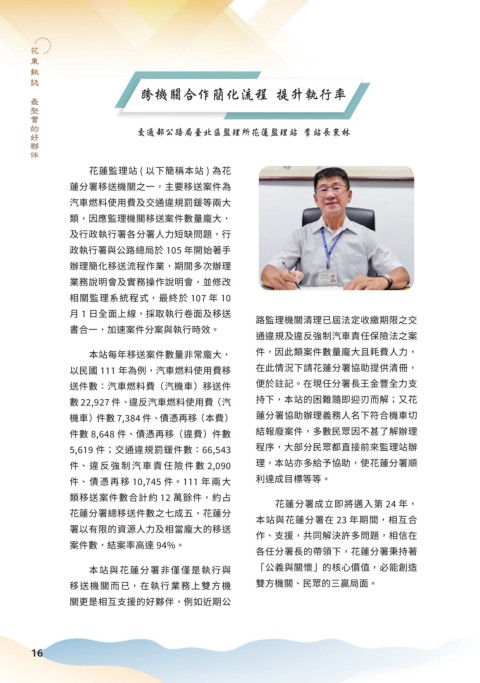 花東執誌 最堅實的好夥伴
跨機關合作簡化流程 提升執行率
交通部公路局臺北區監理所花蓮監理站 李站長東林
花蓮監理站 ( 以下簡稱本站 ) 為花
蓮分署移送機關之一，主要移送案件為
汽車燃料使用費及交通違規罰鍰等兩大
類，因應監理機關移送案件數量龐大，
及行政執行署各分署人力短缺問題，行
政執行署與公路總局於 105 年開始著手
辦理簡化移送流程作業，期間多次辦理
業務說明會及實務操作說明會，並修改
相關監理系統程式，最終於 107 年 10
月 1 日全面上線，採取執行卷面及移送
書合一，加速案件分案與執行時效。
本站每年移送案件數量非常龐大，
以民國 111 年為例，汽車燃料使用費移
送件數：汽車燃料費（汽機車）移送件
數 22,927 件、違反汽車燃料使用費（汽
機車）件數 7,384 件、債憑再移（本費）
件數 8,648 件、債憑再移（違費）件數
5,619 件；交通違規罰鍰件數：66,543
件、違反強制汽車責任險件數 2,090
件、債憑再移 10,745 件。111 年兩大
類移送案件數合計約 12 萬餘件，約占
花蓮分署總移送件數之七成五，花蓮分
署以有限的資源人力及相當龐大的移送
案件數，結案率高達 94%。
本站與花蓮分署非僅僅是執行與
移送機關而已，在執行業務上雙方機
關更是相互支援的好夥伴，例如近期公
路監理機關清理已屆法定收繳期限之交
通違規及違反強制汽車責任保險法之案
件，因此類案件數量龐大且耗費人力，
在此情況下請花蓮分署協助提供清冊，
便於註記。在現任分署長王金豐全力支
持下，本站的困難隨即迎刃而解；又花
蓮分署協助辦理義務人名下符合機車切
結報廢案件，多數民眾因不甚了解辦理
程序，大部分民眾都直接前來監理站辦
理，本站亦多給予協助，使花蓮分署順
利達成目標等等。
花蓮分署成立即將邁入第 24 年，
本站與花蓮分署在 23 年期間，相互合
作、支援，共同解決許多問題，相信在
各任分署長的帶領下，花蓮分署秉持著
「公義與關懷」的核心價值，必能創造
雙方機關、民眾的三贏局面。
16